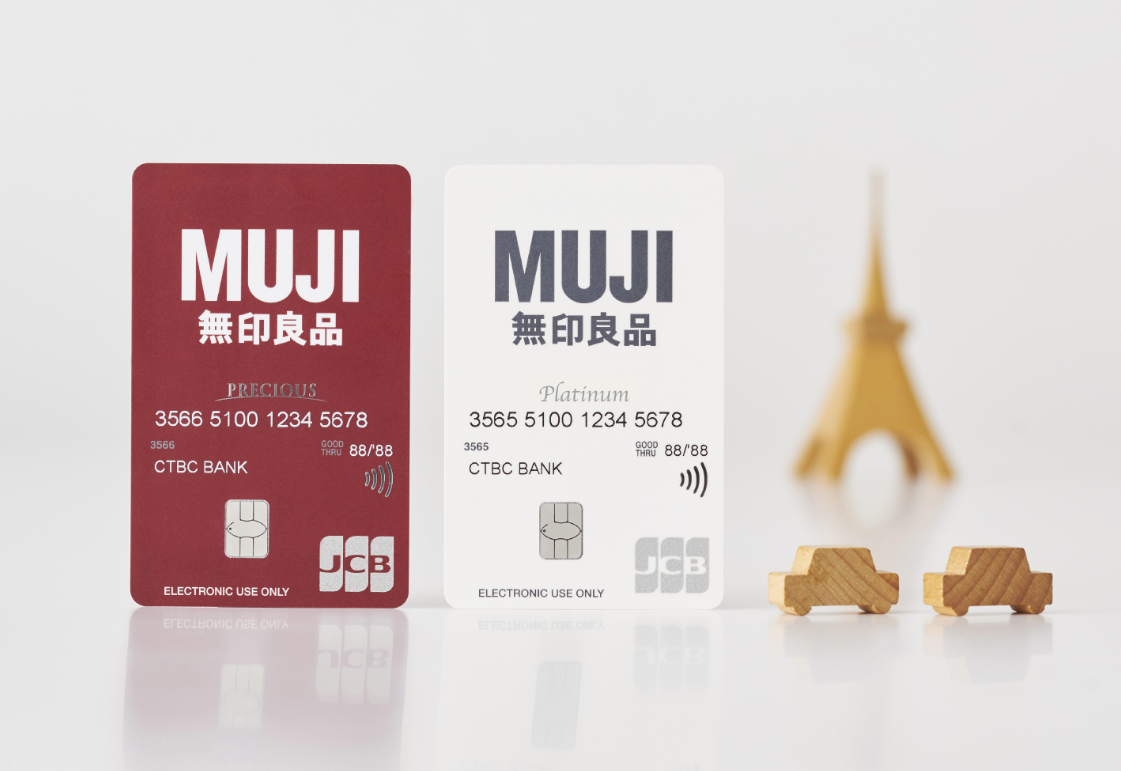 MUJI
無印良品
PRECIOUS
3566 5100 1234 5678
3566
GOOD
THRU
88/'88
CTBC BANK
JCB
ELECTRONIC USE ONLY
MUJI
無印良品
Platinum
3565 5100 1234 5678
3565
GOOD
THRU
88/'88
CTBC BANK
JCB
ELECTRONIC USE ONLY